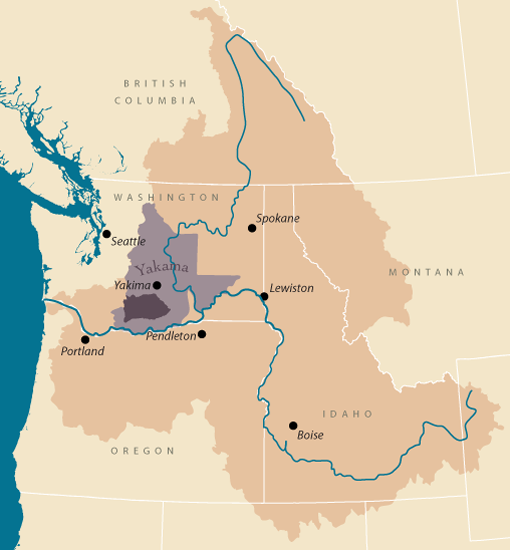 BRITISH
COLUMBIA
WASHINGTON
Spokane
Seattle
Yakama
MONTANA
Yakima
Lewiston
Pendleton
Portland
IDAHO
Boise
OREGON